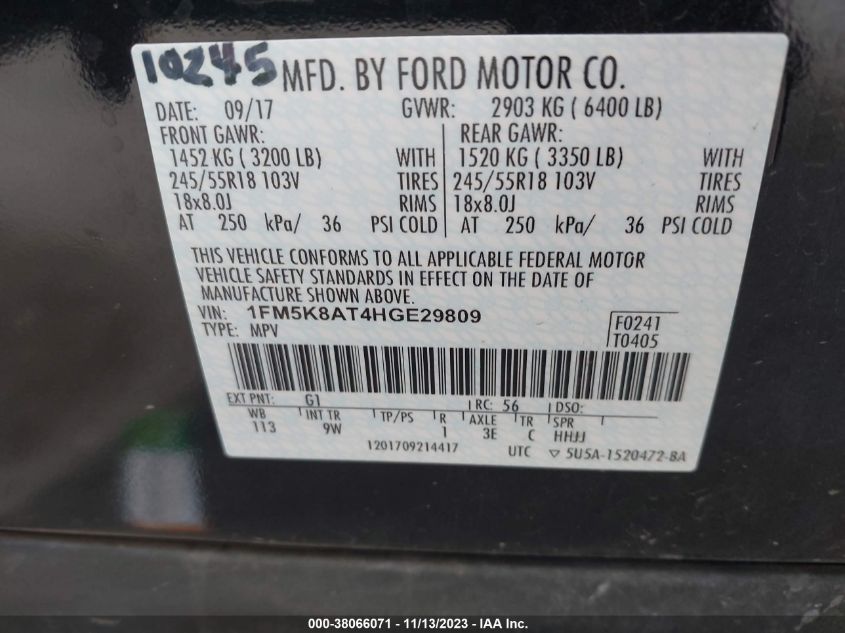 10245
MFD. BY FORD MOTOR CO.
DATE: 09/17 GVWR: 2903 KG ( 6400 LB)
FRONT GAWR: REAR GAWR:
1452 KG ( 3200 LB) WITH 1520 KG ( 3350 LB) WITH
245/55R18 103V TIRES 245/55R18 103V TIRES
18x8.0J RIMS 18x8.0J RIMS
AT 250 kPa/ 36 PSI COLD AT 250 kPa/ 36 PSI COLD
THIS VEHICLE CONFORMS TO ALL APPLICABLE FEDERAL MOTOR
VEHICLE SAFETY STANDARDS IN EFFECT ON THE DATE OF
MANUFACTURE SHOWN ABOVE.
VIN: 1FM5K8AT4HGE29809
TYPE: MPV
F0241
T0405
EXT PNT: G1 RC: 56 DSO:
WB INT TR TP/PS R AXLE TR SPR
113 9W 1 3E C HHJJ
1201709214417 UTC ▽ 5U5A-1520472-BA
000-38066071 - 11/13/2023 - IAA Inc.